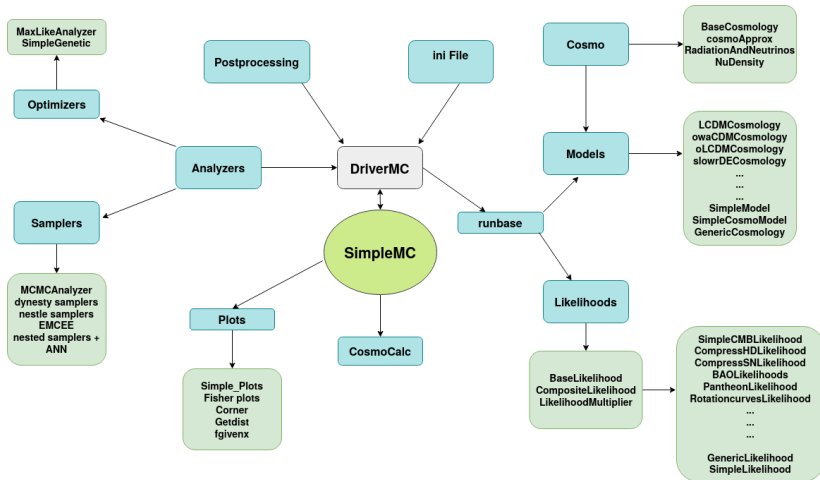 MaxLikeAnalyzer
SimpleGenetic
Optimizers
Postprocessing
ini File
Cosmo
BaseCosmology
cosmoApprox
RadiationAndNeutrinos
NuDensity
Analyzers
DriverMC
Models
LCDMCosmology
owaCDMCosmology
oLCDMCosmology
slowrDECosmology
...
...
...
SimpleModel
SimpleCosmoModel
GenericCosmology
Samplers
runbase
SimpleMC
MCMCAnalyzer
dynesty samplers
nestle samplers
EMCEE
nested samplers +
ANN
Plots
CosmoCalc
Likelihoods
Simple_Plots
Fisher plots
Corner
Getdist
fgivenx
BaseLikelihood
CompositeLikelihood
LikelihoodMultiplier
SimpleCMBLikelihood
CompressHDLikelihood
CompressSNLikelihood
BAOLikelihoods
PantheonLikelihood
RotationcurvesLikelihood
...
...
...
GenericLikelihood
SimpleLikelihood